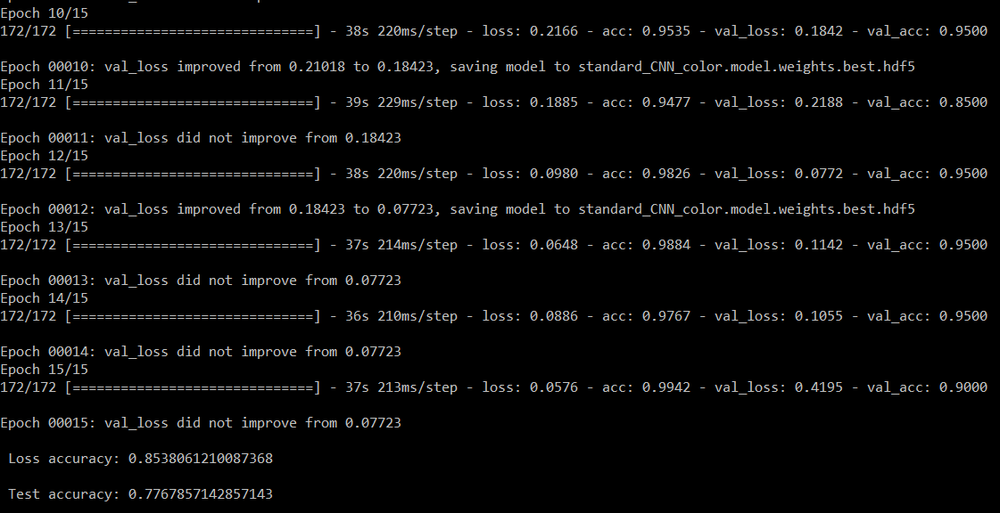 Epoch 10/15
172/172 [==============================] - 38s 220ms/step - loss: 0.2166 - acc: 0.9535 - val_loss: 0.1842 - val_acc: 0.9500
Epoch 00010: val_loss improved from 0.21018 to 0.18423, saving model to standard_CNN_color.model.weights.best.hdf5
Epoch 11/15
172/172 [==============================] - 39s 229ms/step - loss: 0.1885 - acc: 0.9477 - val_loss: 0.2188 - val_acc: 0.8500
Epoch 00011: val_loss did not improve from 0.18423
Epoch 12/15
172/172 [==============================] - 38s 220ms/step - loss: 0.0980 - acc: 0.9826 - val_loss: 0.0772 - val_acc: 0.9500
Epoch 00012: val_loss improved from 0.18423 to 0.07723, saving model to standard_CNN_color.model.weights.best.hdf5
Epoch 13/15
172/172 [==============================] - 37s 214ms/step - loss: 0.0648 - acc: 0.9884 - val_loss: 0.1142 - val_acc: 0.9500
Epoch 00013: val_loss did not improve from 0.07723
Epoch 14/15
172/172 [==============================] - 36s 210ms/step - loss: 0.0886 - acc: 0.9767 - val_loss: 0.1055 - val_acc: 0.9500
Epoch 00014: val_loss did not improve from 0.07723
Epoch 15/15
172/172 [==============================] - 37s 213ms/step - loss: 0.0576 - acc: 0.9942 - val_loss: 0.4195 - val_acc: 0.9000
Epoch 00015: val_loss did not improve from 0.07723
Loss accuracy: 0.8538061210087368
Test accuracy: 0.7767857142857143